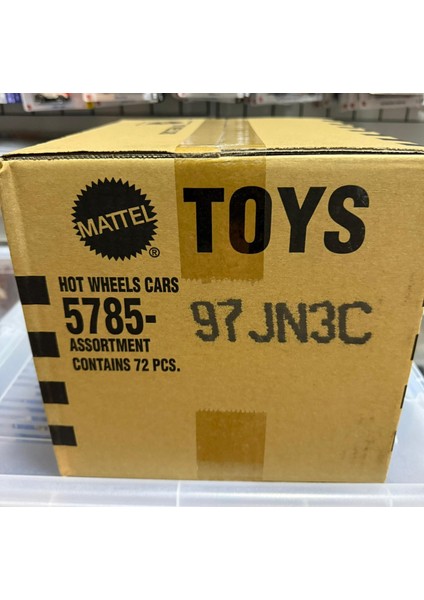 MATTEL
®
TOYS
HOT WHEELS CARS
5785-
97JN3C
ASSORTMENT
CONTAINS 72 PCS.